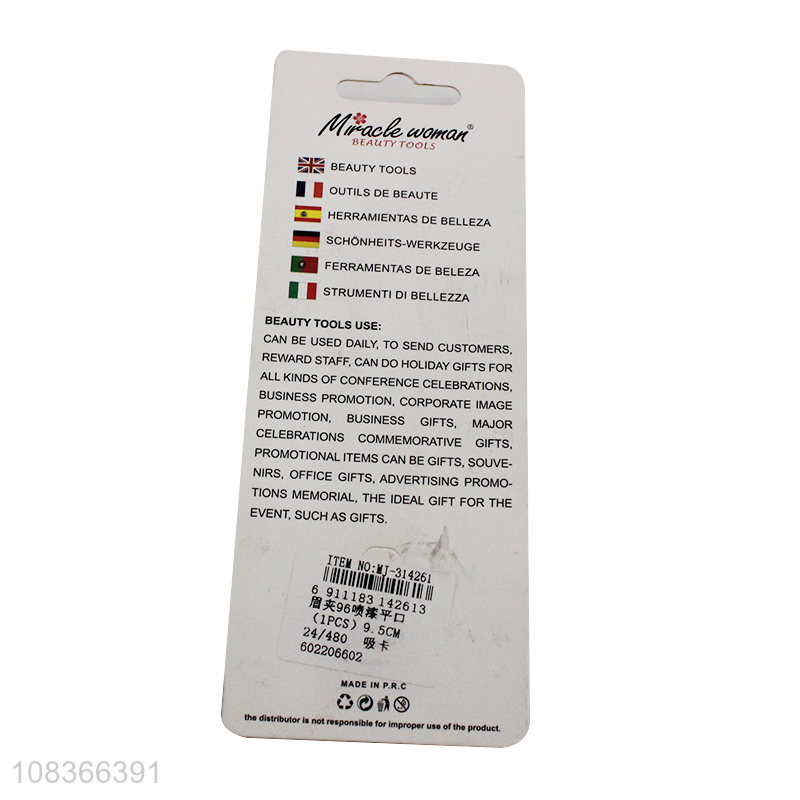 Miracle woman®
BEAUTY TOOLS
BEAUTY TOOLS
OUTILS DE BEAUTE
HERRAMIENTAS DE BELLEZA
SCHÖNHEITS-WERKZEUGE
FERRAMENTAS DE BELEZA
STRUMENTI DI BELLEZZA
BEAUTY TOOLS USE:
CAN BE USED DAILY, TO SEND CUSTOMERS,
REWARD STAFF, CAN DO HOLIDAY GIFTS FOR
ALL KINDS OF CONFERENCE CELEBRATIONS,
BUSINESS PROMOTION, CORPORATE IMAGE
PROMOTION, BUSINESS GIFTS, MAJOR
CELEBRATIONS COMMEMORATIVE GIFTS,
PROMOTIONAL ITEMS CAN BE GIFTS, SOUVE-
NIRS, OFFICE GIFTS, ADVERTISING PROMO-
TIONS MEMORIAL, THE IDEAL GIFT FOR THE
EVENT, SUCH AS GIFTS.
ITEM NO:MJ-314261
6 911183 142613
眉夹96喷漆平口
(1PCS) 9.5CM
24/480 吸卡
602206602
MADE IN P.R.C
the distributor is not responsible for improper use of the product.
108366391